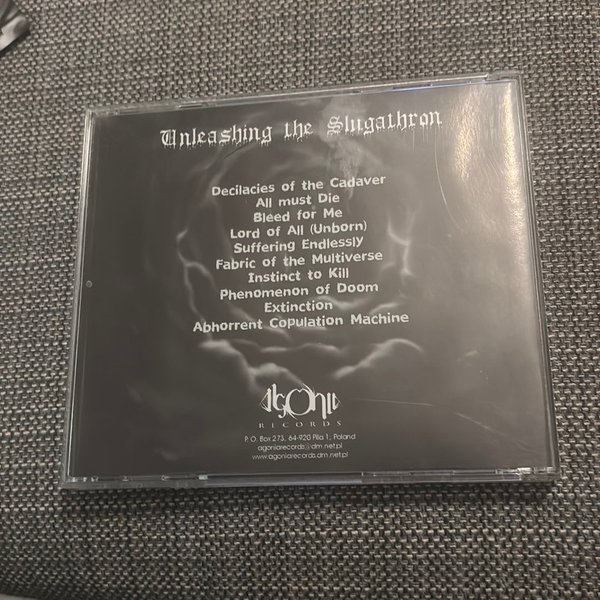 Unleashing the Slugathron
Decilacies of the Cadaver
All must Die
Bleed for Me
Lord of All (Unborn)
Suffering Endlessly
Fabric of the Multiverse
Instinct to Kill
Phenomenon of Doom
Extinction
Abhorrent Copulation Machine
Agonia
RECORDS
P. O. Box 273, 64-920 Pila 1, Poland
agoniarecords@dm.net.pl
www.agoniarecords.dm.net.pl